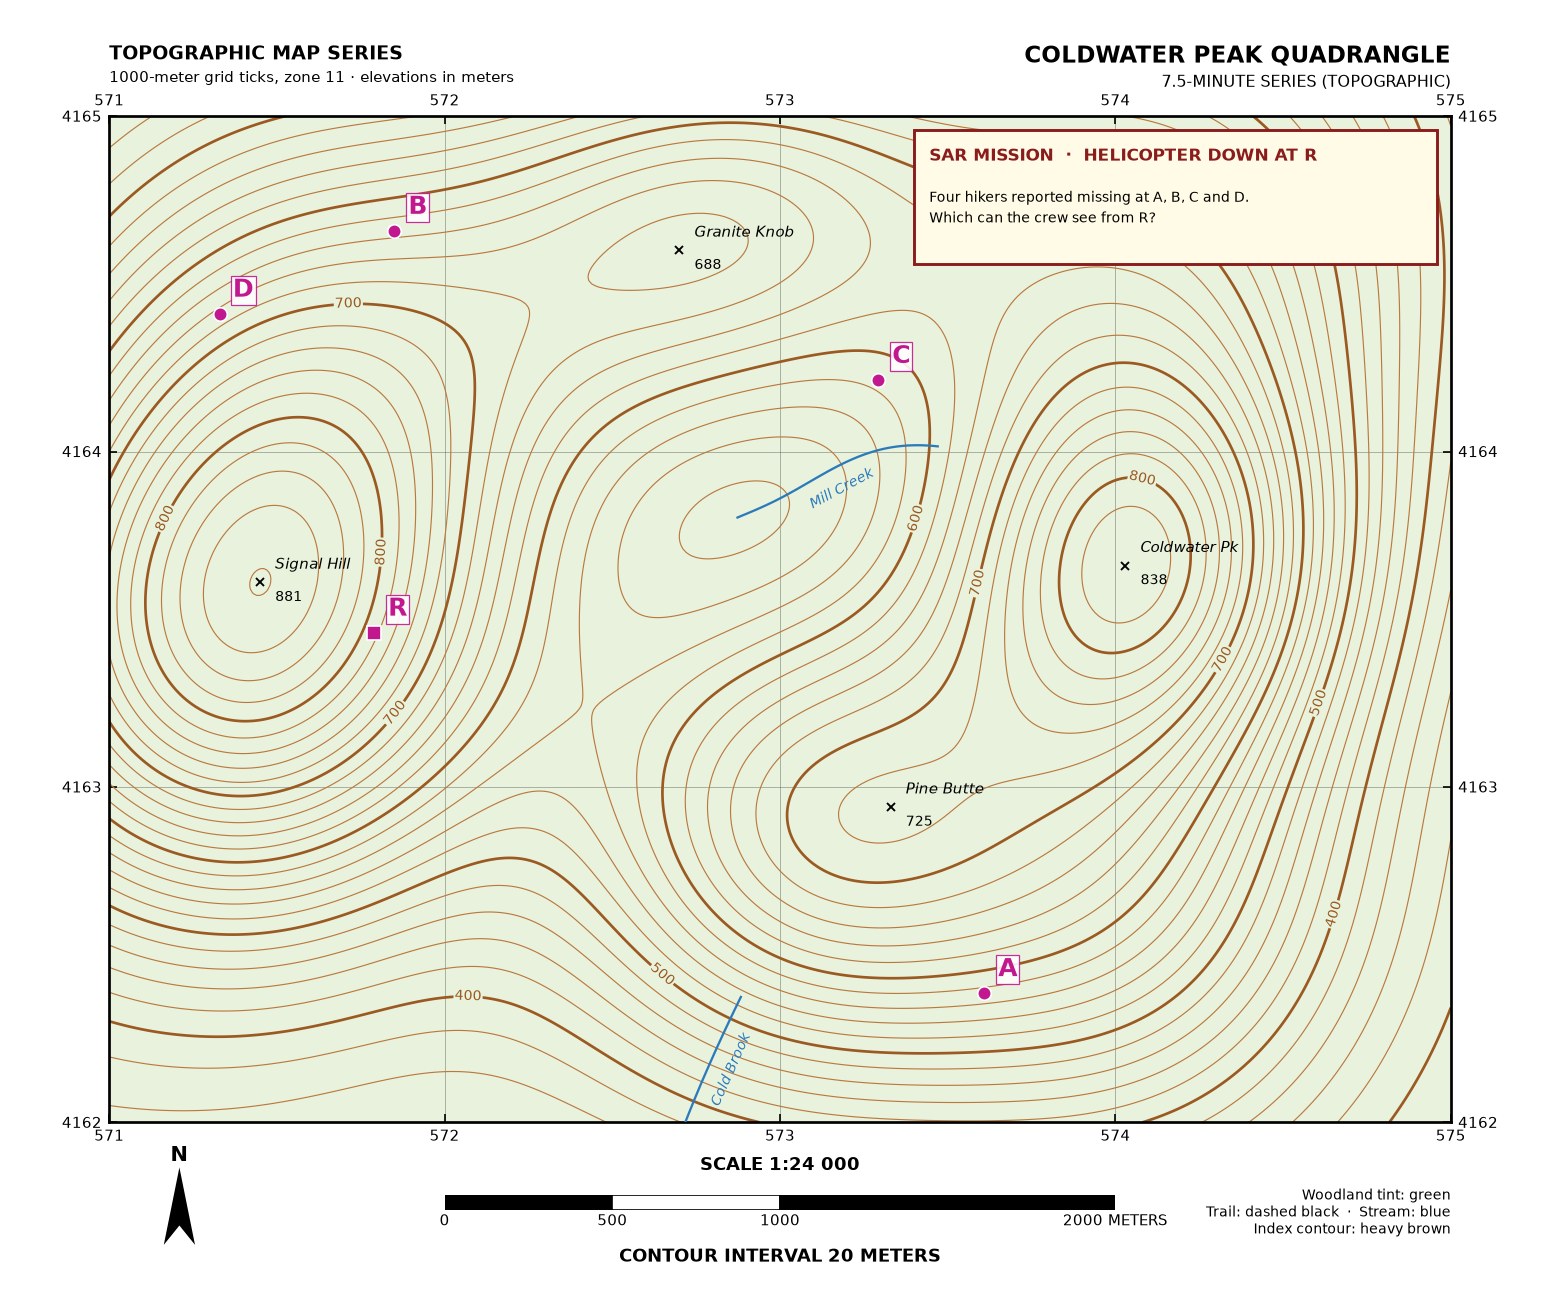 TOPOGRAPHIC MAP SERIES
1000-meter grid ticks, zone 11 · elevations in meters
COLDWATER PEAK QUADRANGLE
7.5-MINUTE SERIES (TOPOGRAPHIC)
571 572 573 574 575
4165 4165
SAR MISSION · HELICOPTER DOWN AT R
Four hikers reported missing at A, B, C and D.
Which can the crew see from R?
B
Granite Knob
688
D
700
C
4164 4164
800
800
Mill Creek
600
800
Signal Hill
881
Coldwater Pk
838
700
R
700
700
500
4163 4163
Pine Butte
725
400
A
500
400
Cold Brook
4162 4162
571 572 573 574 575
N
SCALE 1:24 000
0 500 1000 2000 METERS
CONTOUR INTERVAL 20 METERS
Woodland tint: green
Trail: dashed black · Stream: blue
Index contour: heavy brown